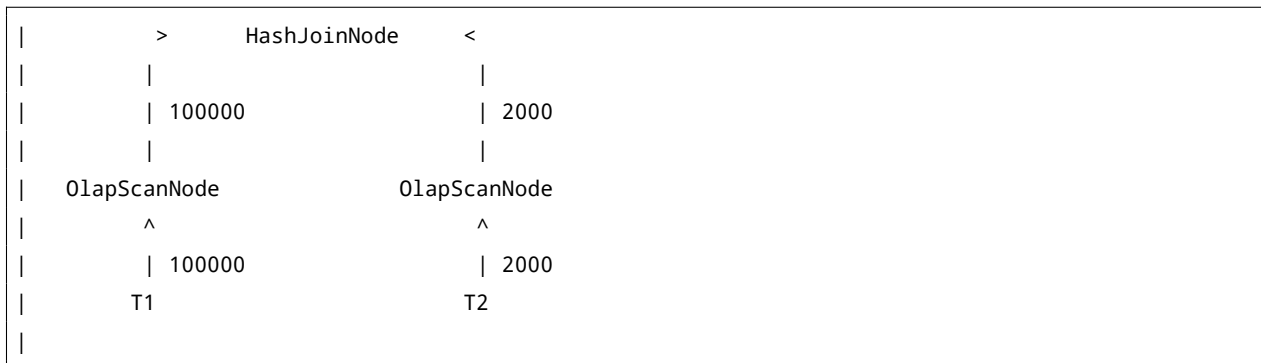 |          >      HashJoinNode     <
|         |                         |
|         | 100000                  | 2000
|         |                         |
|   OlapScanNode              OlapScanNode
|         ^                         ^
|         | 100000                  | 2000
|        T1                        T2
|